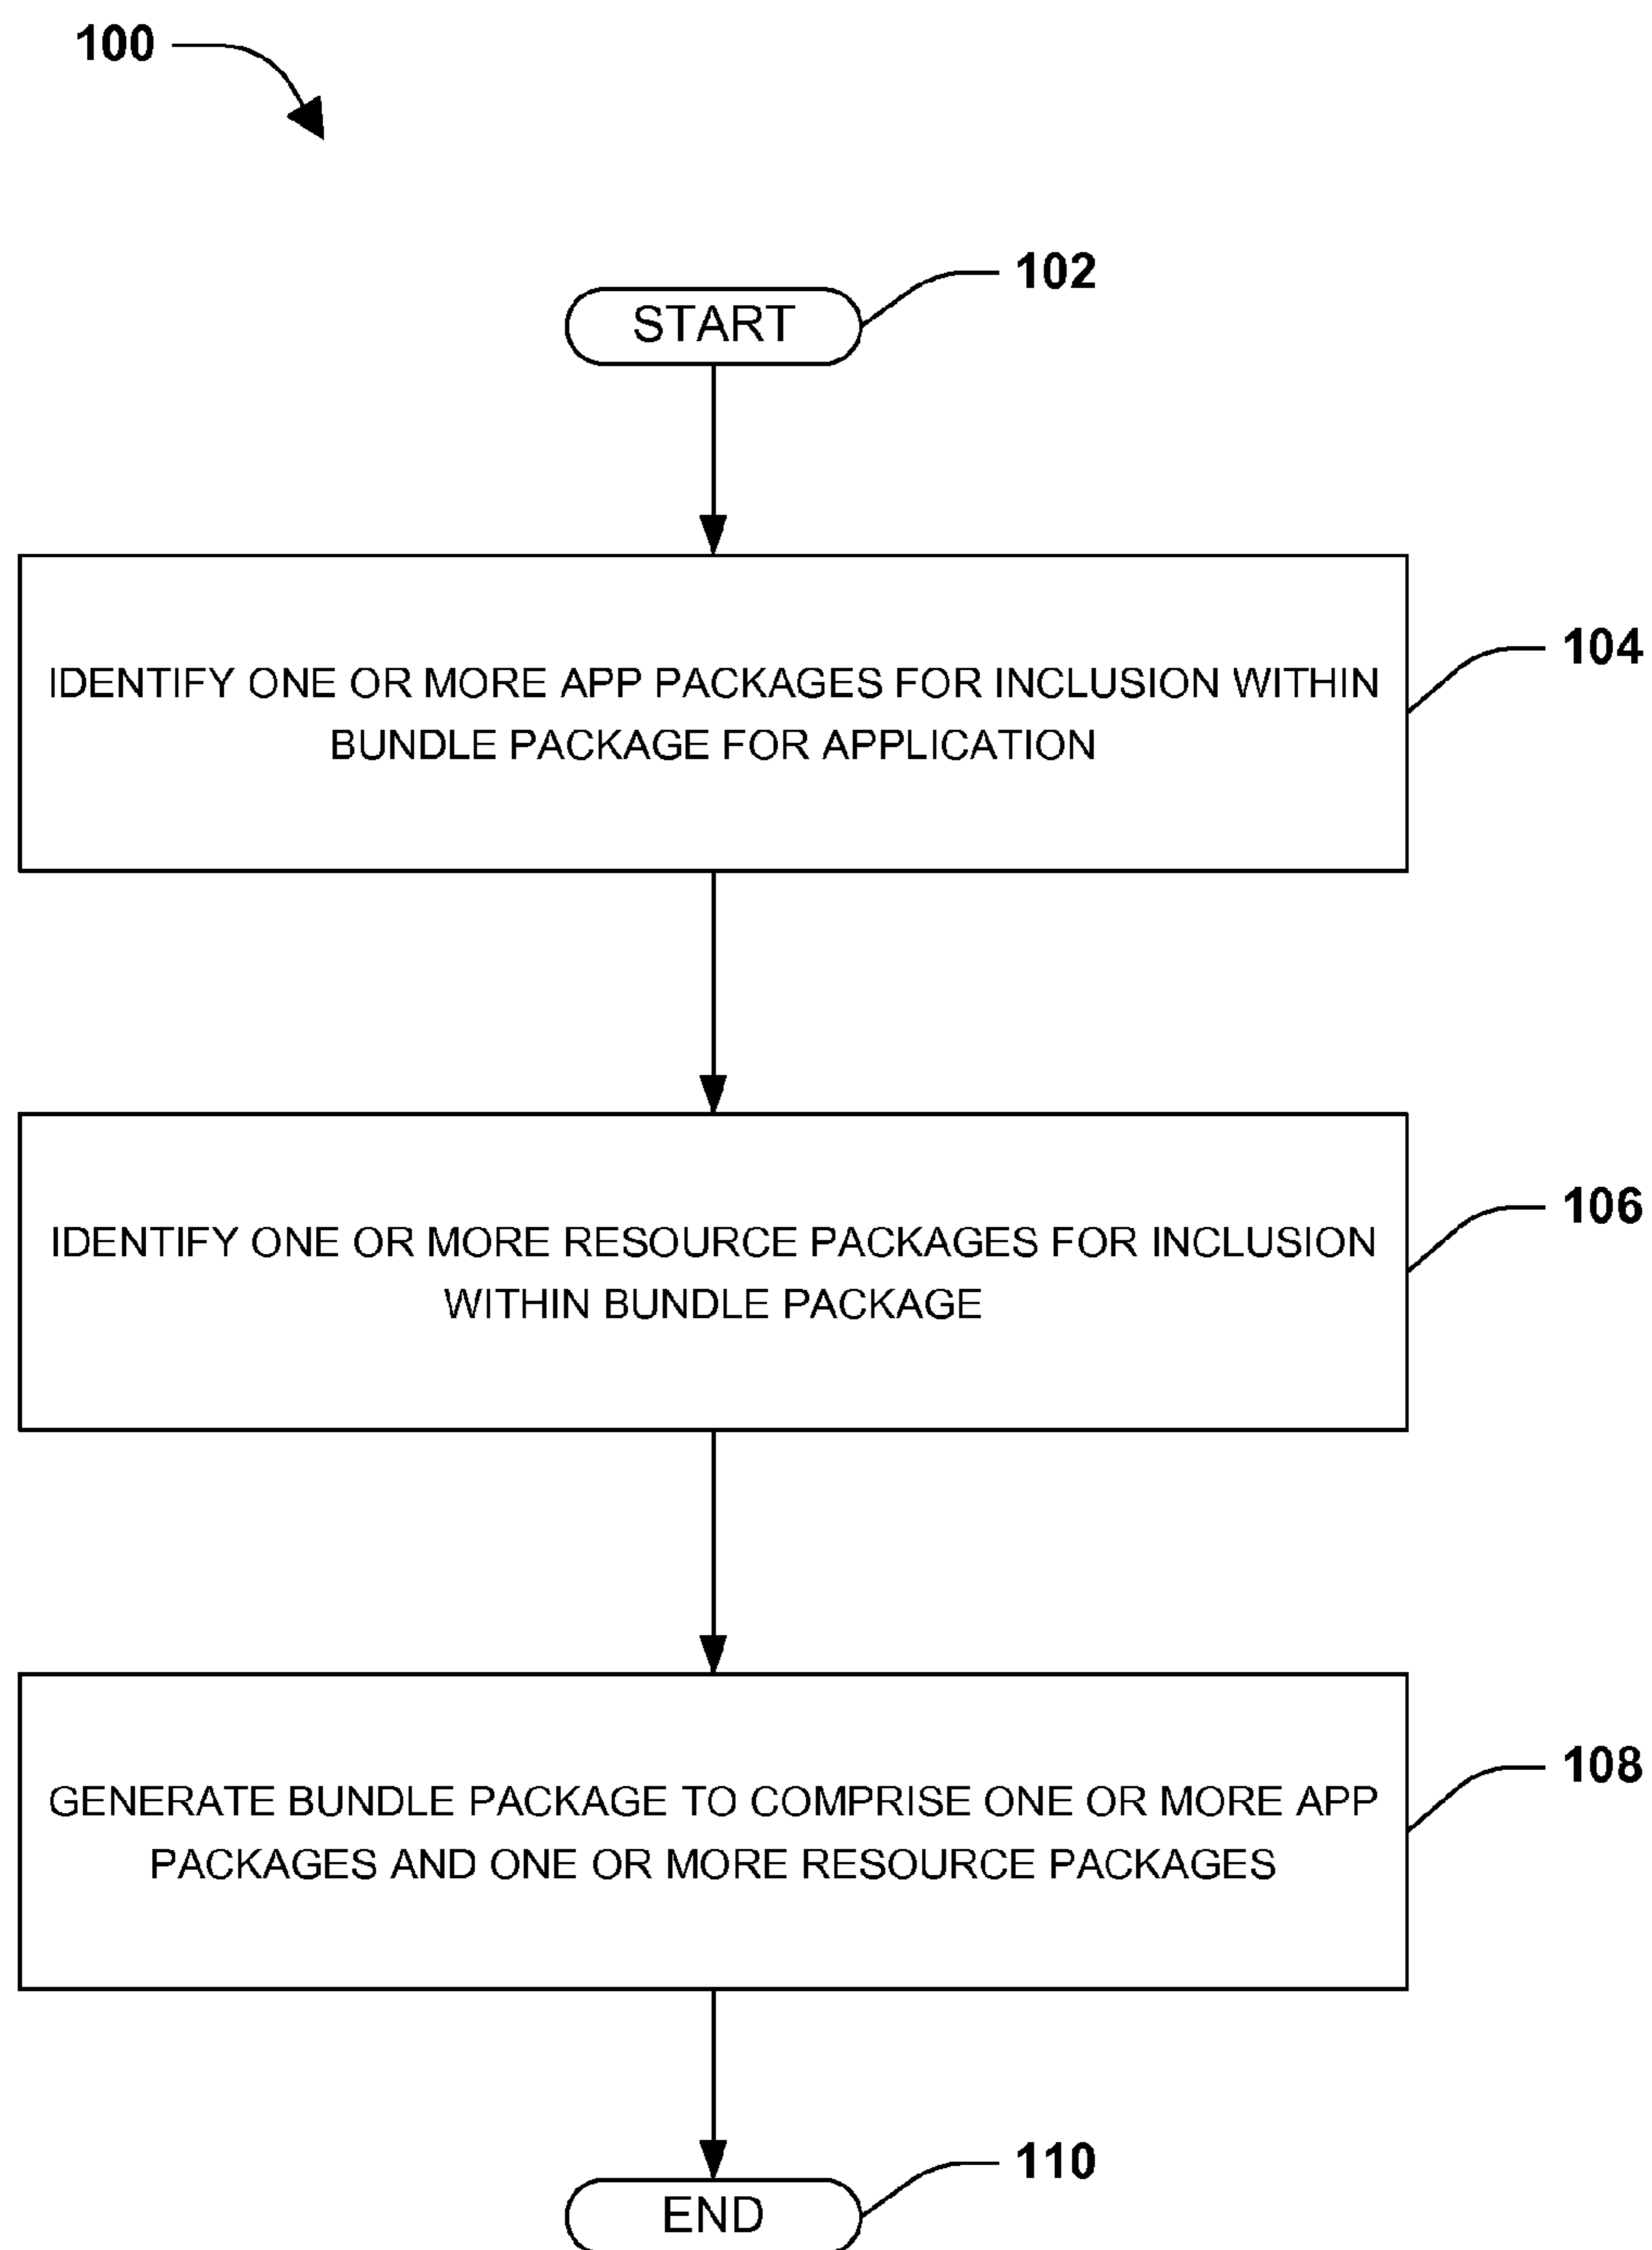 100
102
START
104
IDENTIFY ONE OR MORE APP PACKAGES FOR INCLUSION WITHIN
BUNDLE PACKAGE FOR APPLICATION
106
IDENTIFY ONE OR MORE RESOURCE PACKAGES FOR INCLUSION
WITHIN BUNDLE PACKAGE
108
GENERATE BUNDLE PACKAGE TO COMPRISE ONE OR MORE APP
PACKAGES AND ONE OR MORE RESOURCE PACKAGES
110
END